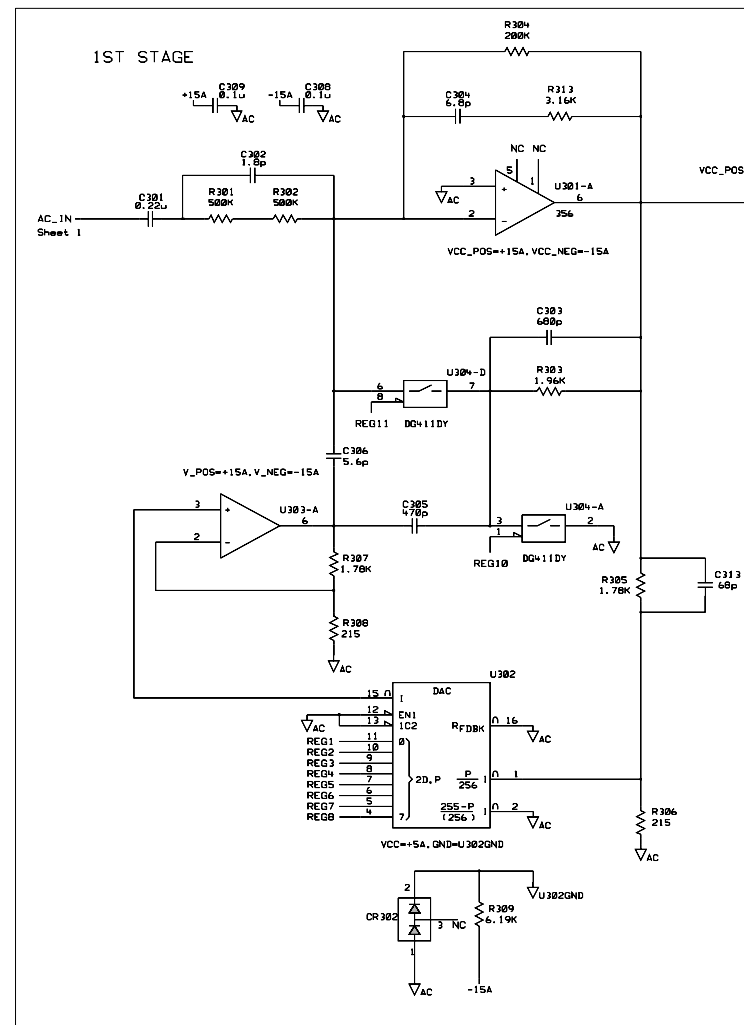 1ST STAGE
R304
200K
C309
0.1u
+15A
AC
C308
0.1u
-15A
AC
C304
6.8p
R313
3.16K
NC NC
C302
1.8p
5
1
U301-A
3
+
6
AC
2
-
356
VCC_POS
AC_IN
Sheet 1
C301
0.22u
R301
500K
R302
500K
VCC_POS=+15A, VCC_NEG=-15A
C303
680p
U304-D
6
7
8
REG11
DG411DY
R303
1.96K
C306
5.6p
V_POS=+15A, V_NEG=-15A
3
+
U303-A
6
2
-
C305
470p
U304-A
3
2
1
REG10
DG411DY
AC
R307
1.78K
R305
1.78K
C313
68p
R308
215
AC
U302
DAC
15
I
12
EN1
13
1C2
AC
RFDBK
16
AC
REG1
11
0
REG2
10
REG3
9
REG4
8
REG5
7
REG6
6
REG7
5
REG8
4
7
2D,P
P
256
I
1
255-P
(256)
I
2
AC
R306
215
AC
VCC=+5A, GND=U302GND
2
CR302
3 NC
1
AC
R309
6.19K
-15A
U302GND